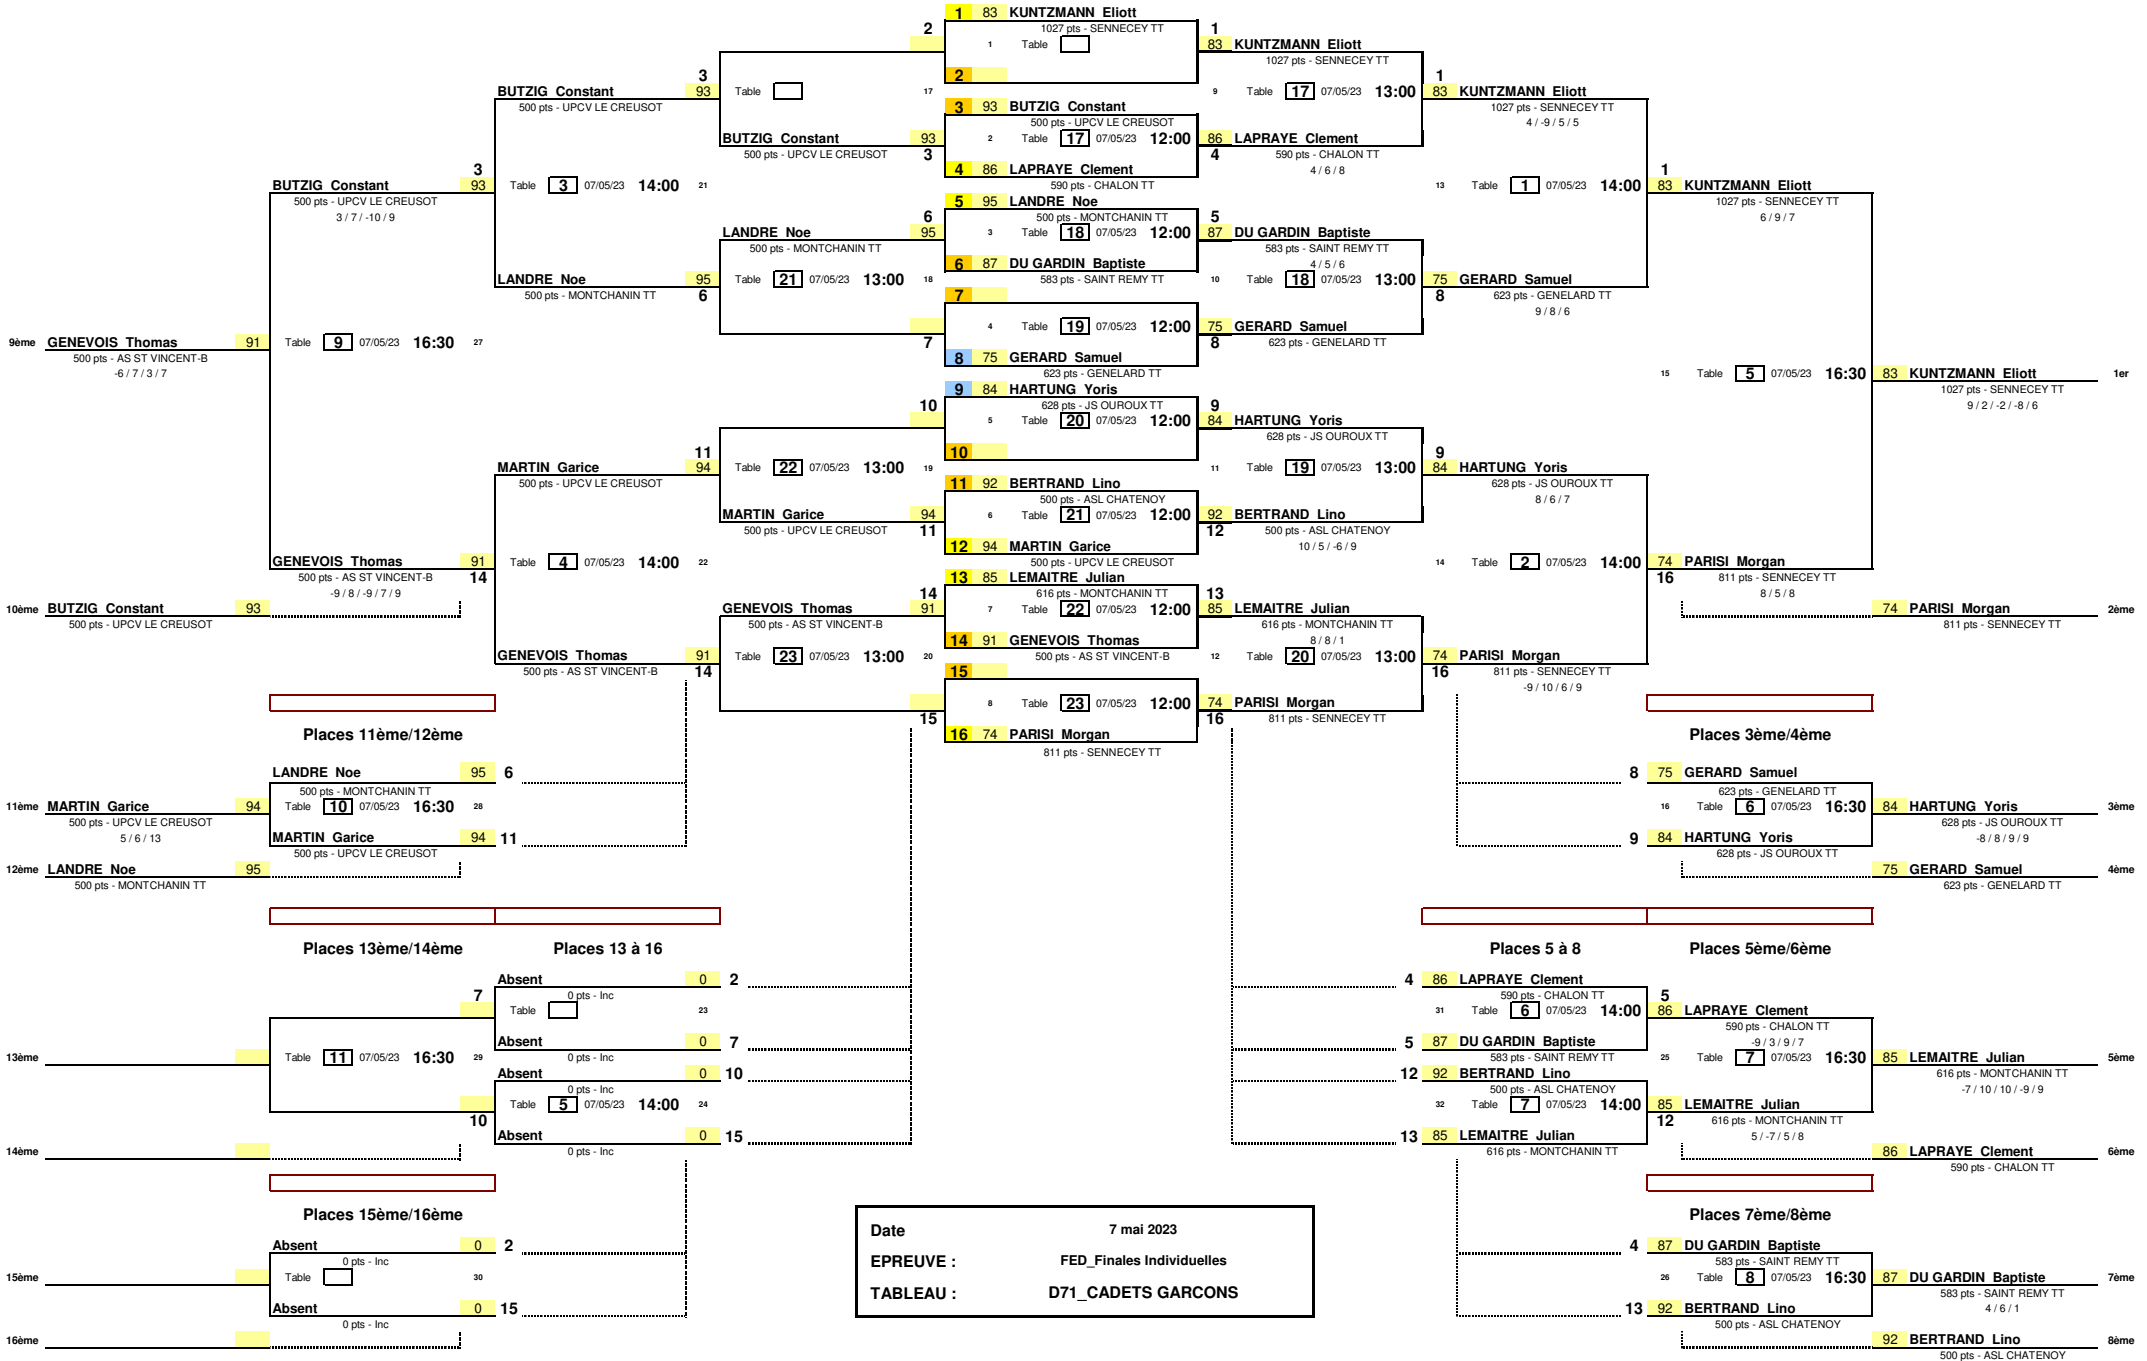 1 83 KUNTZMANN Eliott
1027 pts - SENNECEY TT
2
1 Table
1
83 KUNTZMANN Eliott
1027 pts - SENNECEY TT
2
3
BUTZIG Constant 93
500 pts - UPCV LE CREUSOT
Table 17
9 Table 17 07/05/23 13:00
1
83 KUNTZMANN Eliott
1027 pts - SENNECEY TT
4 / -9 / 5 / 5
3 93 BUTZIG Constant
500 pts - UPCV LE CREUSOT
2 Table 17 07/05/23 12:00
BUTZIG Constant 93
500 pts - UPCV LE CREUSOT
3
86 LAPRAYE Clement
4
590 pts - CHALON TT
4 / 6 / 8
4 86 LAPRAYE Clement
590 pts - CHALON TT
3
BUTZIG Constant 93
500 pts - UPCV LE CREUSOT
3 / 7 / -10 / 9
Table 3 07/05/23 14:00 21
13 Table 1 07/05/23 14:00
1
83 KUNTZMANN Eliott
1027 pts - SENNECEY TT
6 / 9 / 7
5 95 LANDRE Noe
500 pts - MONTCHANIN TT
6
LANDRE Noe 95
500 pts - MONTCHANIN TT
3 Table 18 07/05/23 12:00
5
87 DU GARDIN Baptiste
583 pts - SAINT REMY TT
4 / 5 / 6
6 87 DU GARDIN Baptiste
583 pts - SAINT REMY TT
LANDRE Noe 95
500 pts - MONTCHANIN TT
6
Table 21 07/05/23 13:00 18
10 Table 18 07/05/23 13:00
75 GERARD Samuel
8
623 pts - GENELARD TT
9 / 8 / 6
7
4 Table 19 07/05/23 12:00
7
75 GERARD Samuel
8
623 pts - GENELARD TT
8 75 GERARD Samuel
623 pts - GENELARD TT
9ème GENEVOIS Thomas 91
500 pts - AS ST VINCENT-B
-6 / 7 / 3 / 7
Table 9 07/05/23 16:30 27
15 Table 5 07/05/23 16:30
83 KUNTZMANN Eliott 1er
1027 pts - SENNECEY TT
9 / 2 / -2 / -8 / 6
9 84 HARTUNG Yoris
628 pts - JS OUROUX TT
10
5 Table 20 07/05/23 12:00
9
84 HARTUNG Yoris
628 pts - JS OUROUX TT
10
11
MARTIN Garice 94
500 pts - UPCV LE CREUSOT
Table 22 07/05/23 13:00 19
11 Table 19 07/05/23 13:00
9
84 HARTUNG Yoris
628 pts - JS OUROUX TT
8 / 6 / 7
11 92 BERTRAND Lino
500 pts - ASL CHATENOY
6 Table 21 07/05/23 12:00
MARTIN Garice 94
500 pts - UPCV LE CREUSOT
11
92 BERTRAND Lino
12
500 pts - ASL CHATENOY
10 / 5 / -6 / 9
12 94 MARTIN Garice
500 pts - UPCV LE CREUSOT
GENEVOIS Thomas 91
500 pts - AS ST VINCENT-B
14
-9 / 8 / -9 / 7 / 9
Table 4 07/05/23 14:00 22
14 Table 2 07/05/23 14:00
74 PARISI Morgan
16
811 pts - SENNECEY TT
8 / 5 / 8
13 85 LEMAITRE Julian
616 pts - MONTCHANIN TT
14
GENEVOIS Thomas 91
500 pts - AS ST VINCENT-B
7 Table 22 07/05/23 12:00
13
85 LEMAITRE Julian
616 pts - MONTCHANIN TT
8 / 8 / 1
10ème BUTZIG Constant 93
500 pts - UPCV LE CREUSOT
74 PARISI Morgan 2ème
811 pts - SENNECEY TT
14 91 GENEVOIS Thomas
500 pts - AS ST VINCENT-B
GENEVOIS Thomas 91
500 pts - AS ST VINCENT-B
14
Table 23 07/05/23 13:00 20
12 Table 20 07/05/23 13:00
74 PARISI Morgan
16
811 pts - SENNECEY TT
-9 / 10 / 6 / 9
15
8 Table 23 07/05/23 12:00
15
74 PARISI Morgan
16
811 pts - SENNECEY TT
16 74 PARISI Morgan
811 pts - SENNECEY TT
Places 11ème/12ème
LANDRE Noe 95 6
500 pts - MONTCHANIN TT
11ème MARTIN Garice 94
500 pts - UPCV LE CREUSOT
5 / 6 / 13
Table 10 07/05/23 16:30 28
MARTIN Garice 94 11
500 pts - UPCV LE CREUSOT
12ème LANDRE Noe 95
500 pts - MONTCHANIN TT
Places 3ème/4ème
8 75 GERARD Samuel
623 pts - GENELARD TT
16 Table 6 07/05/23 16:30
84 HARTUNG Yoris 3ème
628 pts - JS OUROUX TT
-8 / 8 / 9 / 9
9 84 HARTUNG Yoris
628 pts - JS OUROUX TT
75 GERARD Samuel 4ème
623 pts - GENELARD TT
Places 13ème/14ème
Places 13 à 16
Absent 0 2
0 pts - Inc
7
Table 23
Absent 0 7
0 pts - Inc
13ème
Table 11 07/05/23 16:30 29
Absent 0 10
0 pts - Inc
Table 5 07/05/23 14:00 24
10
Absent 0 15
0 pts - Inc
14ème
Places 5 à 8
Places 5ème/6ème
4 86 LAPRAYE Clement
590 pts - CHALON TT
31 Table 6 07/05/23 14:00
5
86 LAPRAYE Clement
590 pts - CHALON TT
-9 / 3 / 9 / 7
5 87 DU GARDIN Baptiste
583 pts - SAINT REMY TT
25 Table 7 07/05/23 16:30
85 LEMAITRE Julian 5ème
616 pts - MONTCHANIN TT
-7 / 10 / 10 / -9 / 9
12 92 BERTRAND Lino
500 pts - ASL CHATENOY
32 Table 7 07/05/23 14:00
85 LEMAITRE Julian
12
616 pts - MONTCHANIN TT
5 / -7 / 5 / 8
13 85 LEMAITRE Julian
616 pts - MONTCHANIN TT
86 LAPRAYE Clement 6ème
590 pts - CHALON TT
Places 15ème/16ème
Absent 0 2
0 pts - Inc
15ème
Table 30
Absent 0 15
0 pts - Inc
16ème
Date 7 mai 2023
EPREUVE : FED_Finales Individuelles
TABLEAU : D71_CADETS GARCONS
Places 7ème/8ème
4 87 DU GARDIN Baptiste
583 pts - SAINT REMY TT
26 Table 8 07/05/23 16:30
87 DU GARDIN Baptiste 7ème
583 pts - SAINT REMY TT
4 / 6 / 1
13 92 BERTRAND Lino
500 pts - ASL CHATENOY
92 BERTRAND Lino 8ème
500 pts - ASL CHATENOY